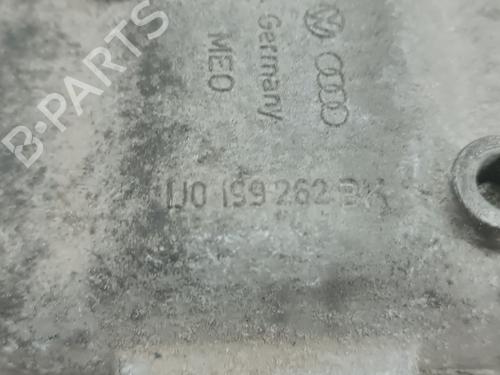 B-PARTS
Germany
MEO
1J0 199 262 BK